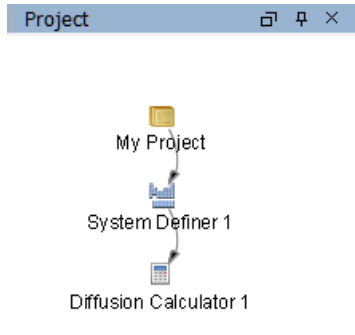 Project
My Project
System Definer 1
Diffusion Calculator 1